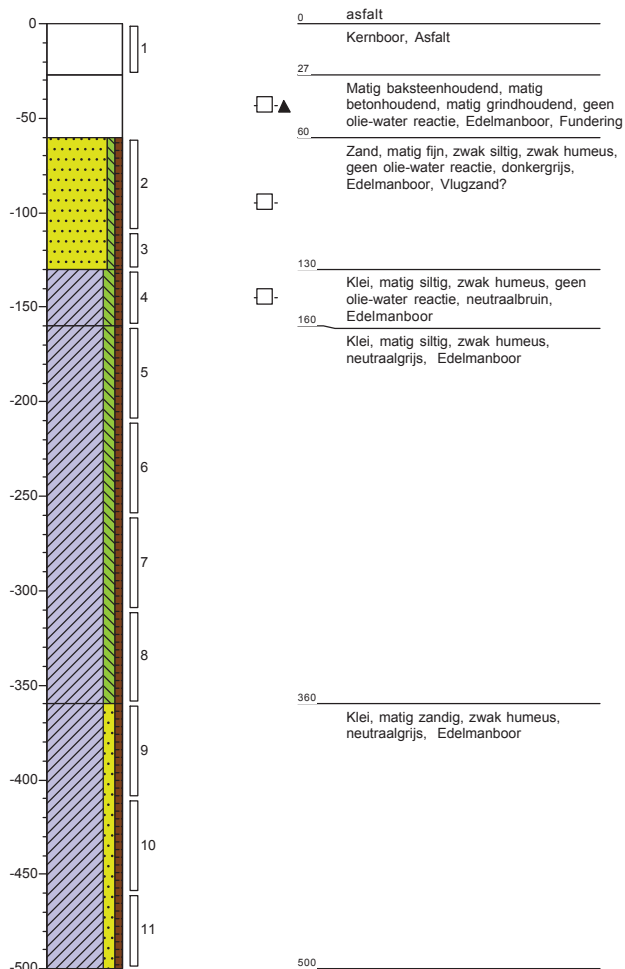 0
-50
-100
-150
-200
-250
-300
-350
-400
-450
-500
1
2
3
4
5
6
7
8
9
10
11
0 asfalt
Kernboor, Asfalt
27
Matig baksteenhoudend, matig
betonhoudend, matig grindhoudend, geen
olie-water reactie, Edelmanboor, Fundering
60
Zand, matig fijn, zwak siltig, zwak humeus,
geen olie-water reactie, donkergrijs,
Edelmanboor, Vlugzand?
130
Klei, matig siltig, zwak humeus, geen
olie-water reactie, neutraalbruin,
Edelmanboor
160
Klei, matig siltig, zwak humeus,
neutraalgrijs, Edelmanboor
360
Klei, matig zandig, zwak humeus,
neutraalgrijs, Edelmanboor
500